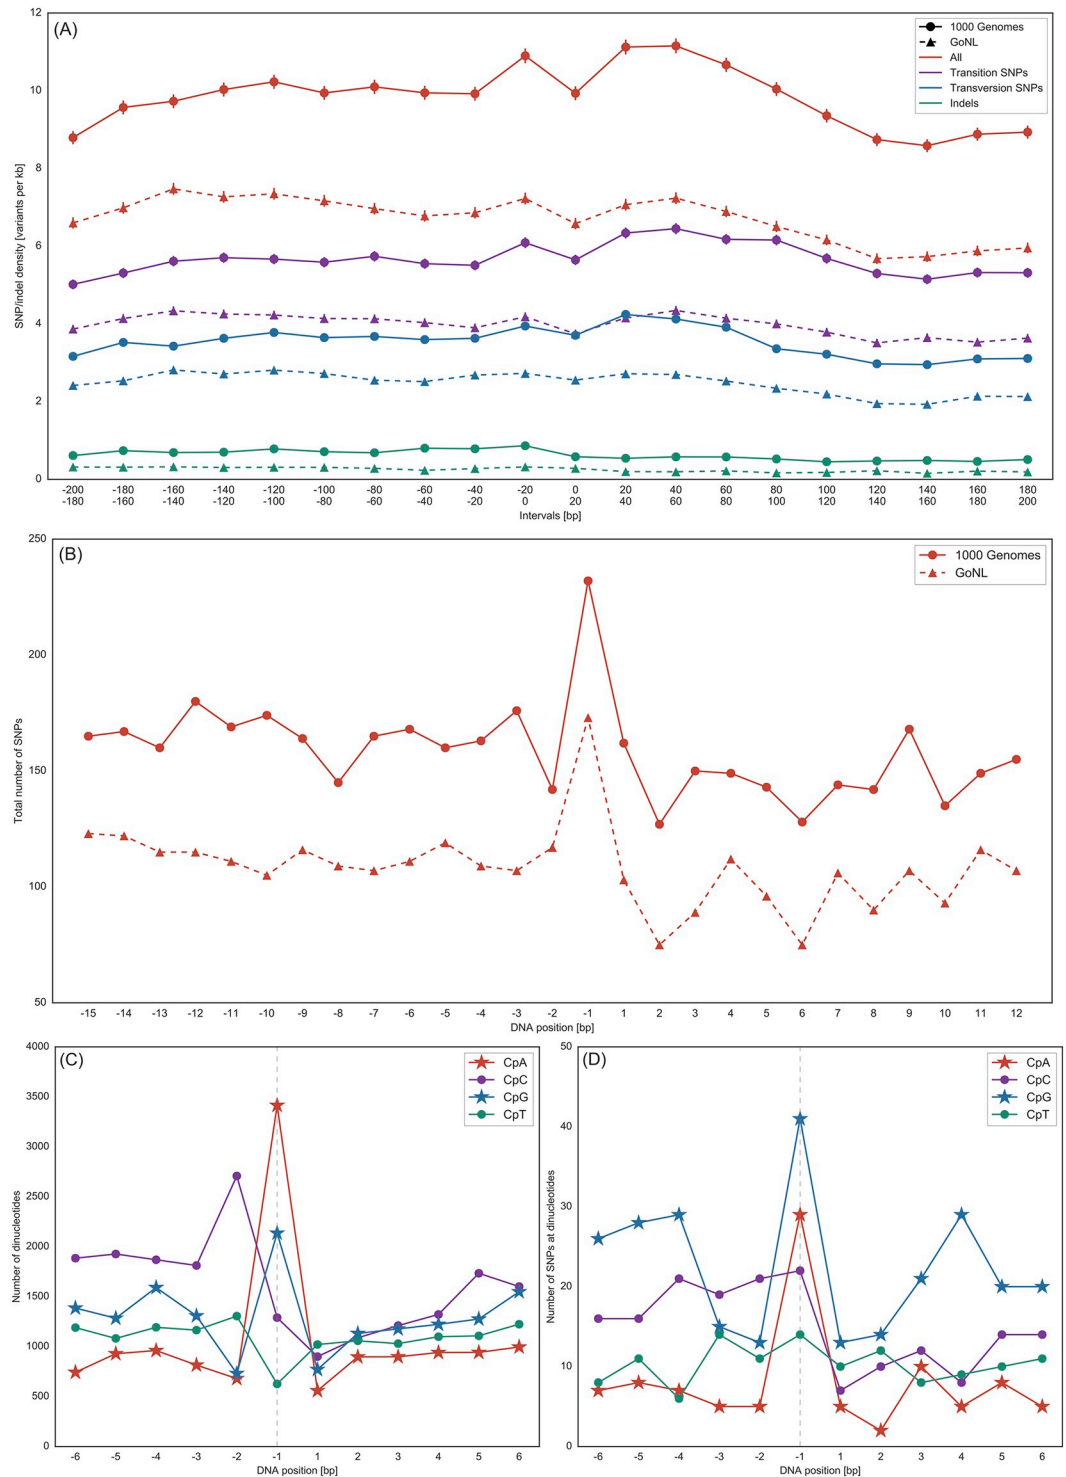 (A)
1000 Genomes
GoNL
All
Transition SNPs
Transversion SNPs
Indels
SNP/indel density [variants per kb]
12
10
8
6
4
2
0
-200 -160 -140 -120 -100 -80 -60 -40 -20 0 20 40 60 80 100 120 140 160 180
-180 -160 -140 -120 -100 -80 -60 -40 -20 0 20 40 60 80 100 120 140 160 180 200
Intervals [bp]
(B)
1000 Genomes
GoNL
Total number of SNPs
250
200
150
100
50
-15 -14 -13 -12 -11 -10 -9 -8 -7 -6 -5 -4 -3 -2 -1 1 2 3 4 5 6 7 8 9 10 11 12
DNA position [bp]
(C)
CpA
CpC
CpG
CpT
Number of dinucleotides
4000
3500
3000
2500
2000
1500
1000
500
0
-6 -5 -4 -3 -2 -1 1 2 3 4 5 6
DNA position [bp]
(D)
CpA
CpC
CpG
CpT
Number of SNPs at dinucleotides
50
40
30
20
10
0
-6 -5 -4 -3 -2 -1 1 2 3 4 5 6
DNA position [bp]